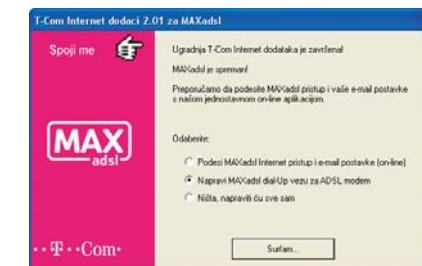 T-Com Internet dodaci 2.01 za MAXadsl
Spoji me
Ugradnja T-Com Internet dodataka je završena!
MAXadsl je spreman!
Preporučamo da podesite MAXadsl pristup i vaše e-mail postavke
s našom jednostavnom on-line aplikacijom.
Odaberite:
Podesi MAXadsl Internet pristup i e-mail postavke (on-line)
Napravi MAXadsl dial-Up vezu za ADSL modem
Ništa, napraviti ću sve sam
MAX
adsl
··T··Com·
Surfam...